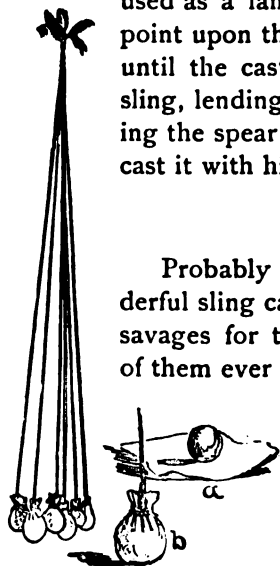 used as a lan
point upon th
until the cas
sling, lending
ing the spear
cast it with h
Probably
derful sling ca
savages for t
of them ever
a
b